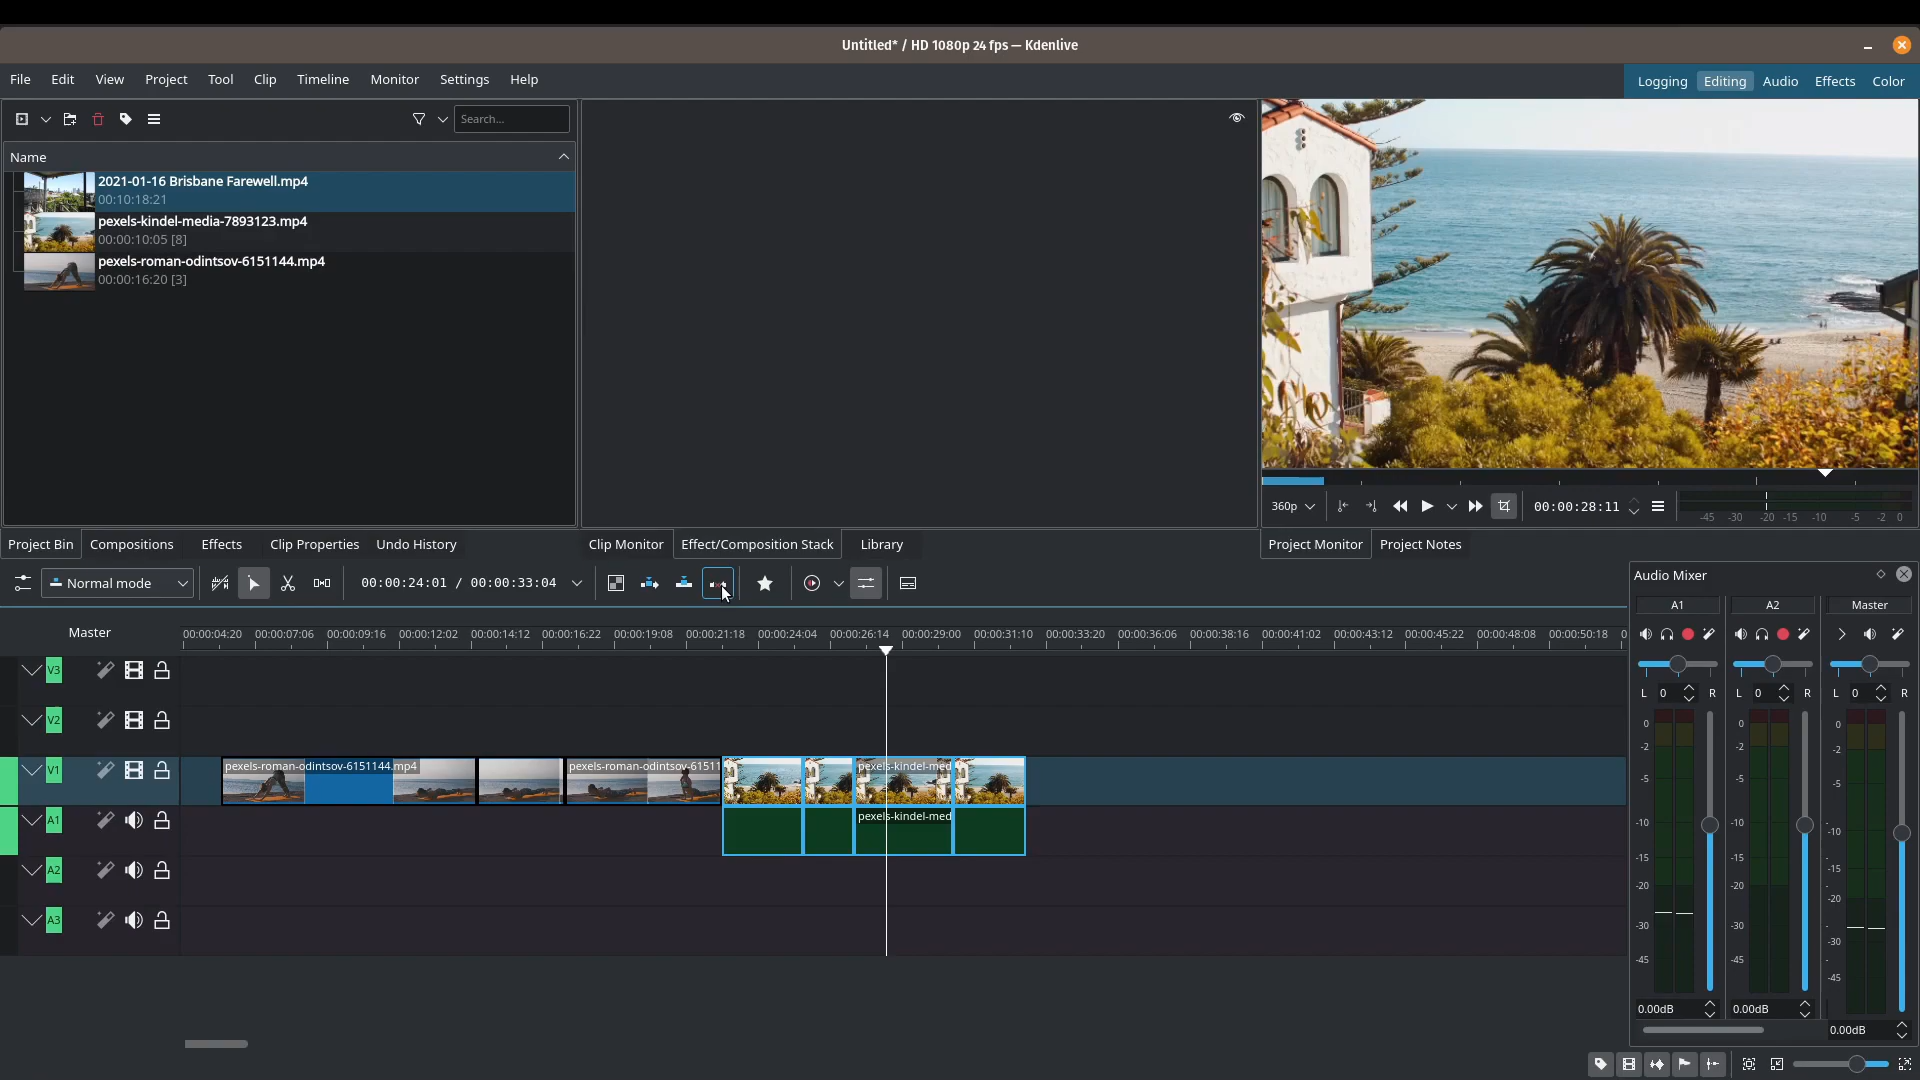 Untitled* / HD 1080p 24 fps — Kdenlive
File Edit View Project Tool Clip Timeline Monitor Settings Help
Logging Editing Audio Effects Color
Search...
Name
2021-01-16 Brisbane Farewell.mp4
00:10:18:21
pexels-kindel-media-7893123.mp4
00:00:10:05 [8]
pexels-roman-odintsov-6151144.mp4
00:00:16:20 [3]
360p
00:00:28:11
-45 -30 -20 -15 -10 -5 -2 0
Project Bin Compositions Effects Clip Properties Undo History
Clip Monitor Effect/Composition Stack Library
Project Monitor Project Notes
Normal mode
00:00:24:01 / 00:00:33:04
Master
00:00:04:20 00:00:07:06 00:00:09:16 00:00:12:02 00:00:14:12 00:00:16:22 00:00:19:08 00:00:21:18 00:00:24:04 00:00:26:14 00:00:29:00 00:00:31:10 00:00:33:20 00:00:36:06 00:00:38:16 00:00:41:02 00:00:43:12 00:00:45:22 00:00:48:08 00:00:50:18 0
V3
V2
V1
pexels-roman-odintsov-6151144.mp4
pexels-roman-odintsov-61511
pexels-kindel-med
A1
pexels-kindel-med
A2
A3
Audio Mixer
A1 A2 Master
L 0 R L 0 R L 0 R
0 0 0
-2 -2 -2
-5 -5 -5
-10 -10 -10
-15 -15 -15
-20 -20 -20
-30 -30 -30
-45 -45 -45
0.00dB 0.00dB 0.00dB